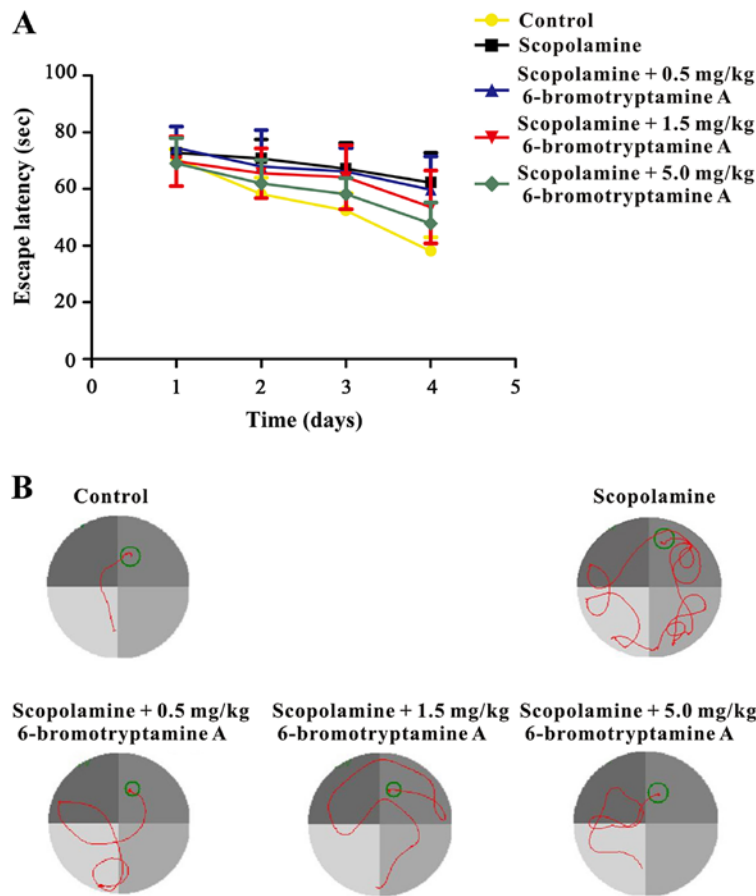 A
Control
Scopolamine
Scopolamine + 0.5 mg/kg
6-bromotryptamine A
Scopolamine + 1.5 mg/kg
6-bromotryptamine A
Scopolamine + 5.0 mg/kg
6-bromotryptamine A
Escape latency (sec)
100
80
60
40
20
0
0
1
2
3
4
5
Time (days)
B
Control
Scopolamine
Scopolamine + 0.5 mg/kg
6-bromotryptamine A
Scopolamine + 1.5 mg/kg
6-bromotryptamine A
Scopolamine + 5.0 mg/kg
6-bromotryptamine A